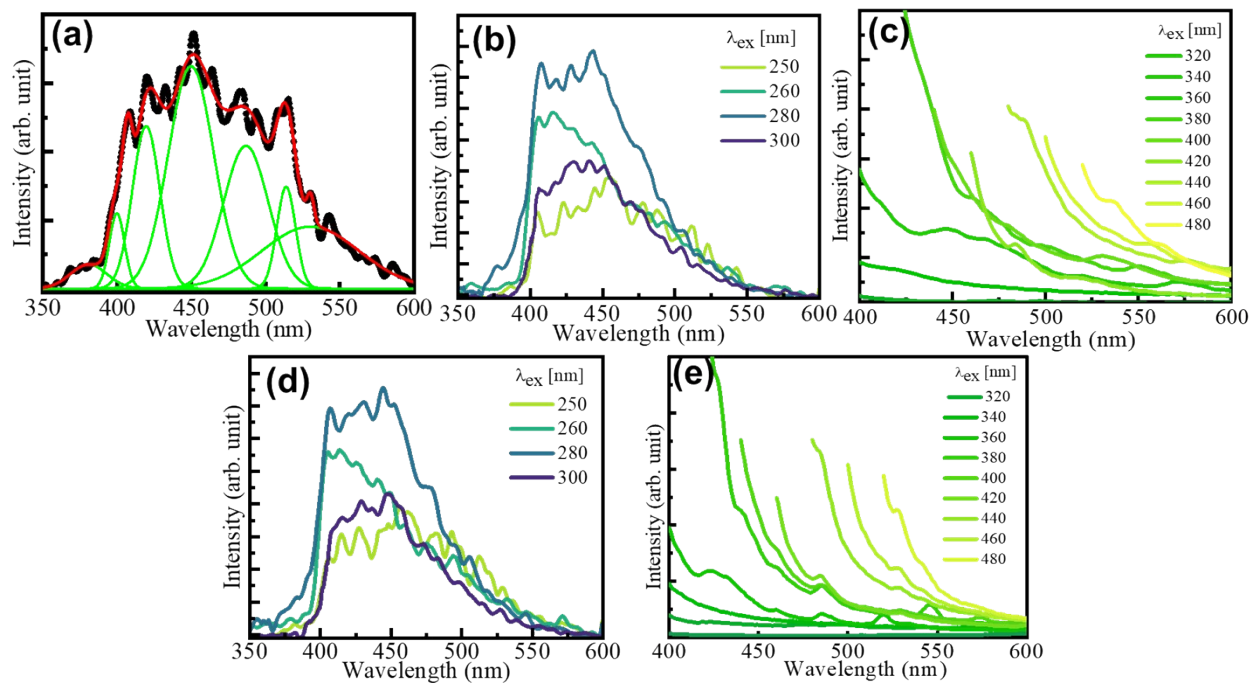 (a)
Intensity (arb. unit)
350 400 450 500 550 600
Wavelength (nm)
(b)
λex [nm]
250
260
280
300
Intensity (arb. unit)
350 400 450 500 550 600
Wavelength (nm)
(c)
λex [nm]
320
340
360
380
400
420
440
460
480
Intensity (arb. unit)
400 450 500 550 600
Wavelength (nm)
(d)
λex [nm]
250
260
280
300
Intensity (arb. unit)
350 400 450 500 550 600
Wavelength (nm)
(e)
λex [nm]
320
340
360
380
400
420
440
460
480
Intensity (arb. unit)
400 450 500 550 600
Wavelength (nm)